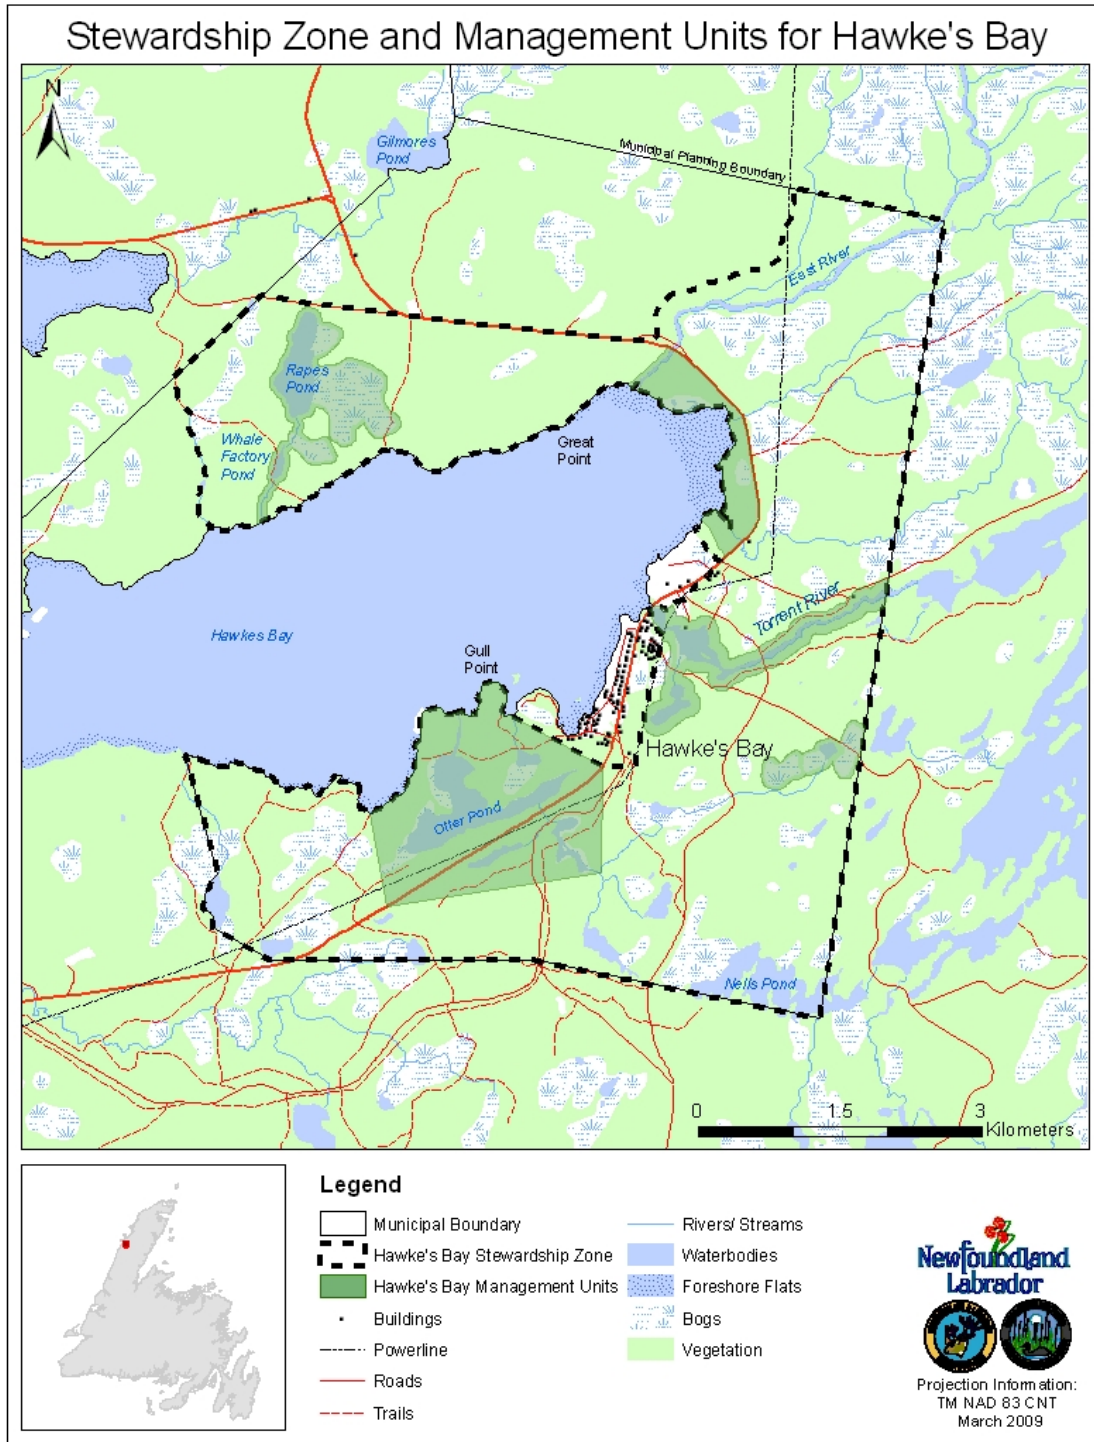 Stewardship Zone and Management Units for Hawke's Bay
N
Gilmores
Pond
Municipal Planning Boundary
East River
Rapes
Pond
Whale
Factory
Pond
Great
Point
Torrent River
Hawkes Bay
Gull
Point
Hawke's Bay
Otter Pond
Nells Pond
0 1.5 3
Kilometers
Legend
Municipal Boundary
Hawke's Bay Stewardship Zone
Hawke's Bay Management Units
Buildings
Powerline
Roads
Trails
Rivers/ Streams
Waterbodies
Foreshore Flats
Bogs
Vegetation
Newfoundland
Labrador
Projection Information:
TM NAD 83 CNT
March 2009